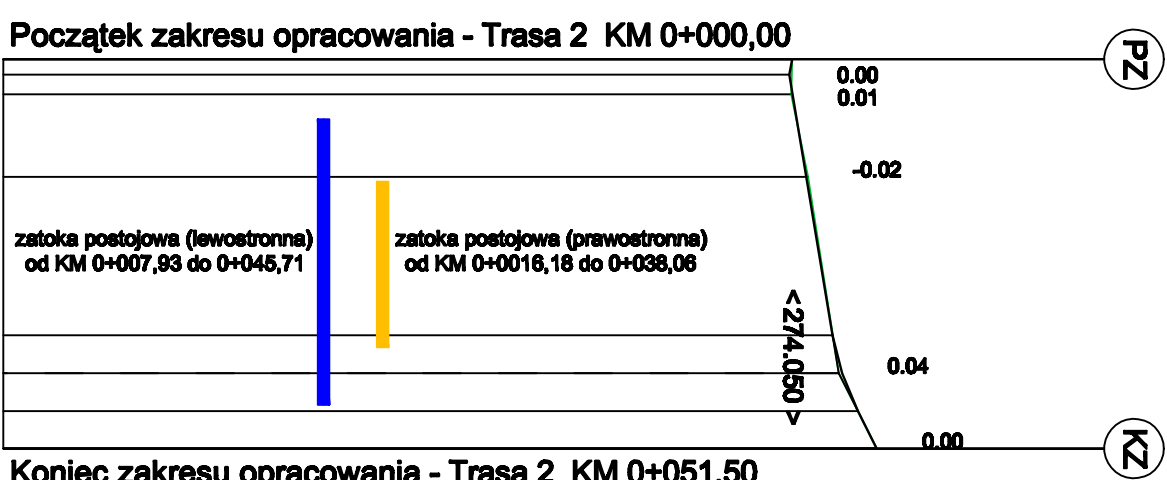 Początek zakresu opracowania - Trasa 2 KM 0+000,00
PZ
0.00
0.01
-0.02
zatoka postojowa (lewostronna)
od KM 0+007,93 do 0+045,71
zatoka postojowa (prawostronna)
od KM 0+0016,18 do 0+038,06
<274.050 >
0.04
0.00
KZ
Koniec zakresu opracowania - Trasa 2 KM 0+051,50